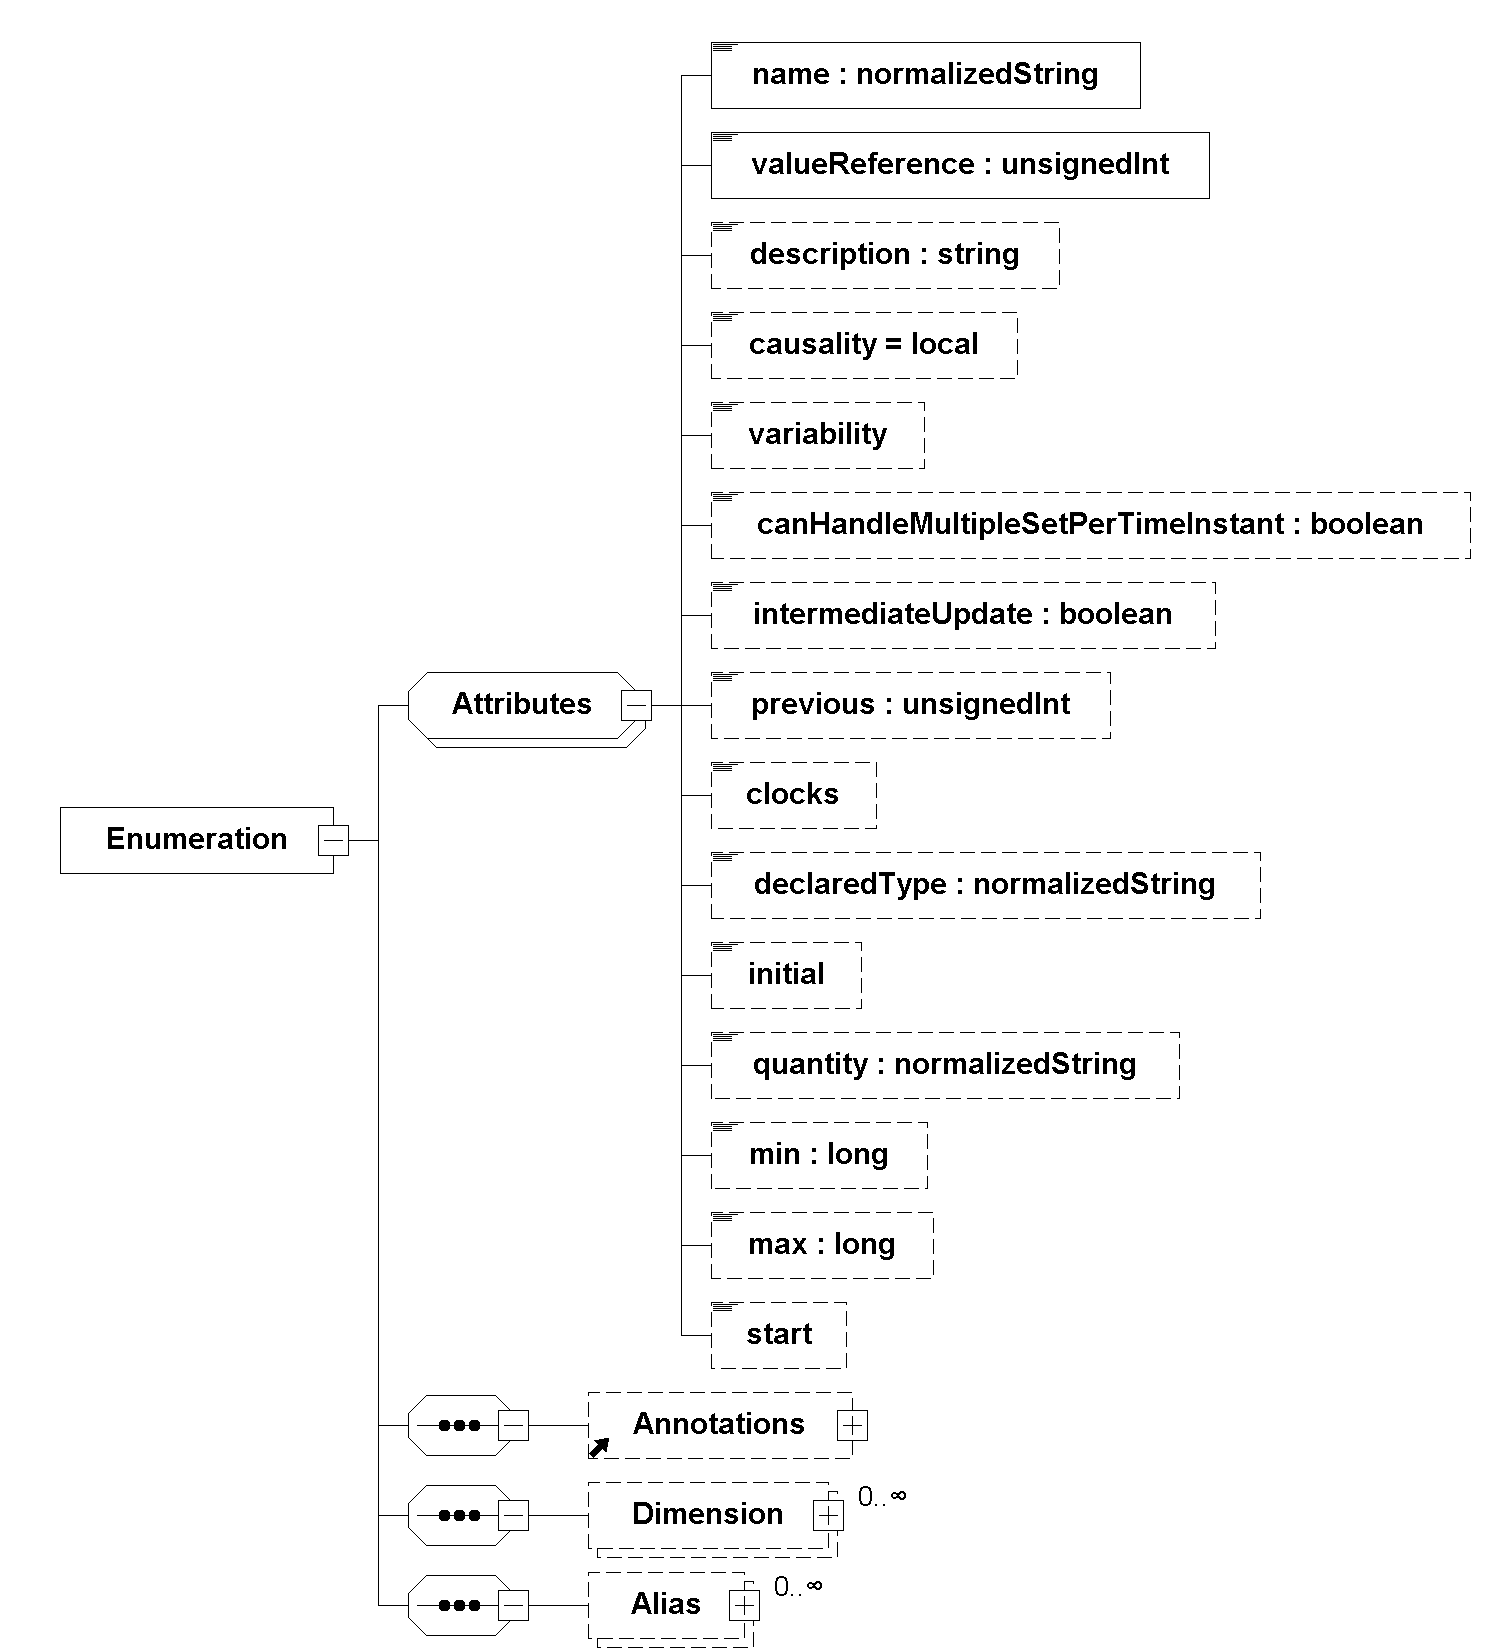 name : normalizedString
valueReference : unsignedInt
description : string
causality = local
variability
canHandleMultipleSetPerTimeInstant : boolean
intermediateUpdate : boolean
Attributes
previous : unsignedInt
clocks
Enumeration
declaredType : normalizedString
initial
quantity : normalizedString
min : long
max : long
start
Annotations
Dimension
0..∞
Alias
0..∞